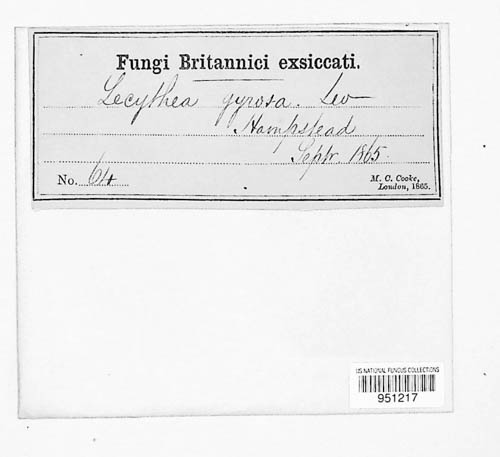 Fungi Britannici exsiccati.
Lecythea gyrosa. Lev
Hampstead
Septr. 1865.
No. 64
M. C. Cooke,
London, 1865.
US NATIONAL FUNGUS COLLECTIONS
951217